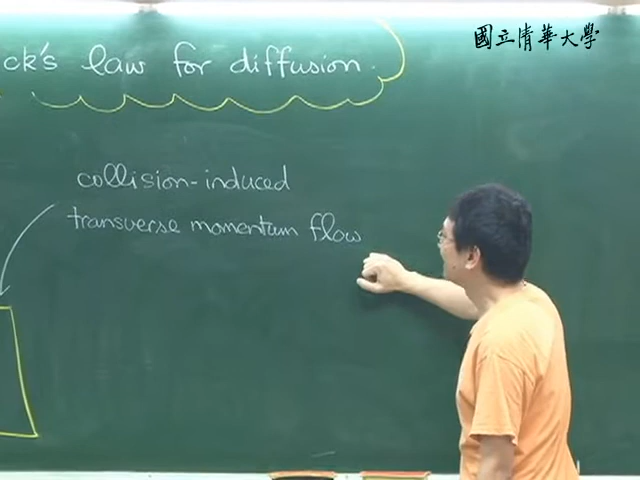 國立清華大學
ck's law for diffusion.
collision-induced
transverse momentum flow